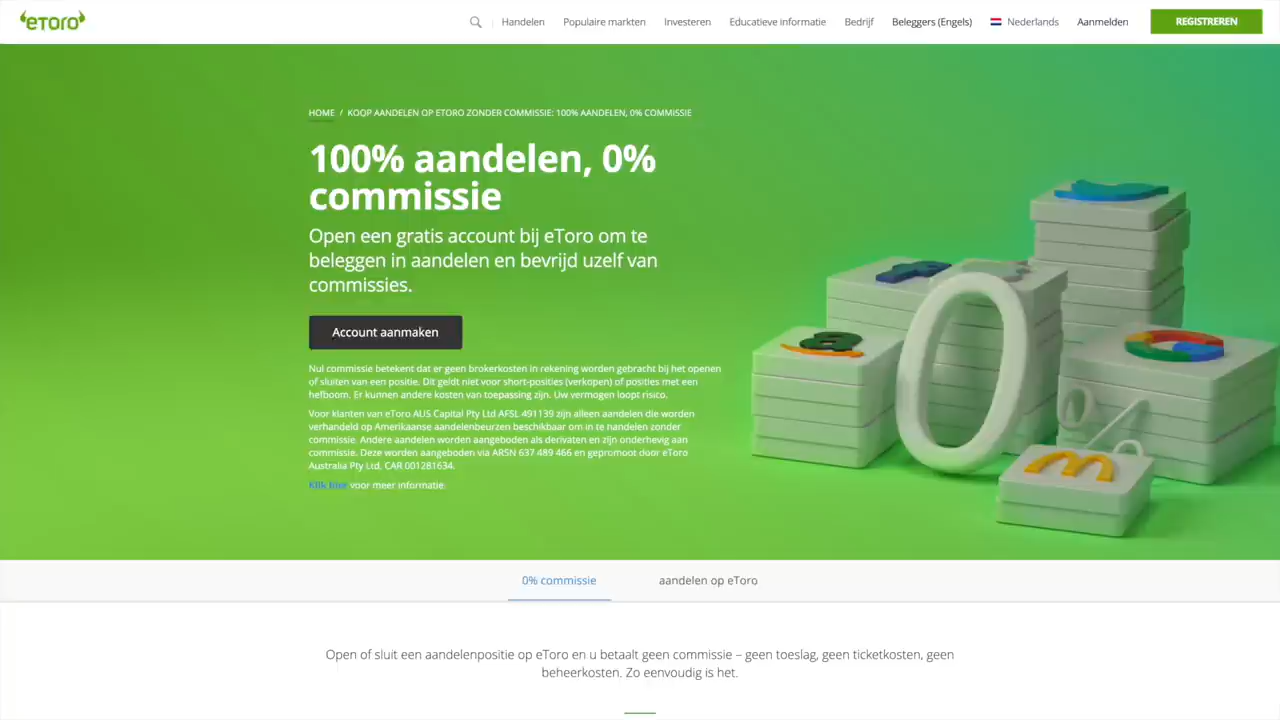 eToro
Handelen
Populaire markten
Investeren
Educatieve informatie
Bedrijf
Beleggers (Engels)
Nederlands
Aanmelden
REGISTREREN
HOME / KOOP AANDELEN OP ETORO ZONDER COMMISSIE: 100% AANDELEN, 0% COMMISSIE
100% aandelen, 0%
commissie
Open een gratis account bij eToro om te
beleggen in aandelen en bevrijd uzelf van
commissies.
Account aanmaken
Nul commissie betekent dat er geen brokerkosten in rekening worden gebracht bij het openen
of sluiten van een positie. Dit geldt niet voor short-posities (verkopen) of posities met een
hefboom. Er kunnen andere kosten van toepassing zijn. Uw vermogen loopt risico.
Voor klanten van eToro AUS Capital Pty Ltd AFSL 491139 zijn alleen aandelen die worden
verhandeld op Amerikaanse aandelenbeurzen beschikbaar om in te handelen zonder
commissie. Andere aandelen worden aangeboden als derivaten en zijn onderhevig aan
commissie. Deze worden aangeboden via ARSN 637 489 466 en gepromoot door eToro
Australia Pty Ltd, CAR 001281634.
Klik hier voor meer informatie.
0%
0% commissie
aandelen op eToro
Open of sluit een aandelenpositie op eToro en u betaalt geen commissie – geen toeslag, geen ticketkosten, geen
beheerkosten. Zo eenvoudig is het.